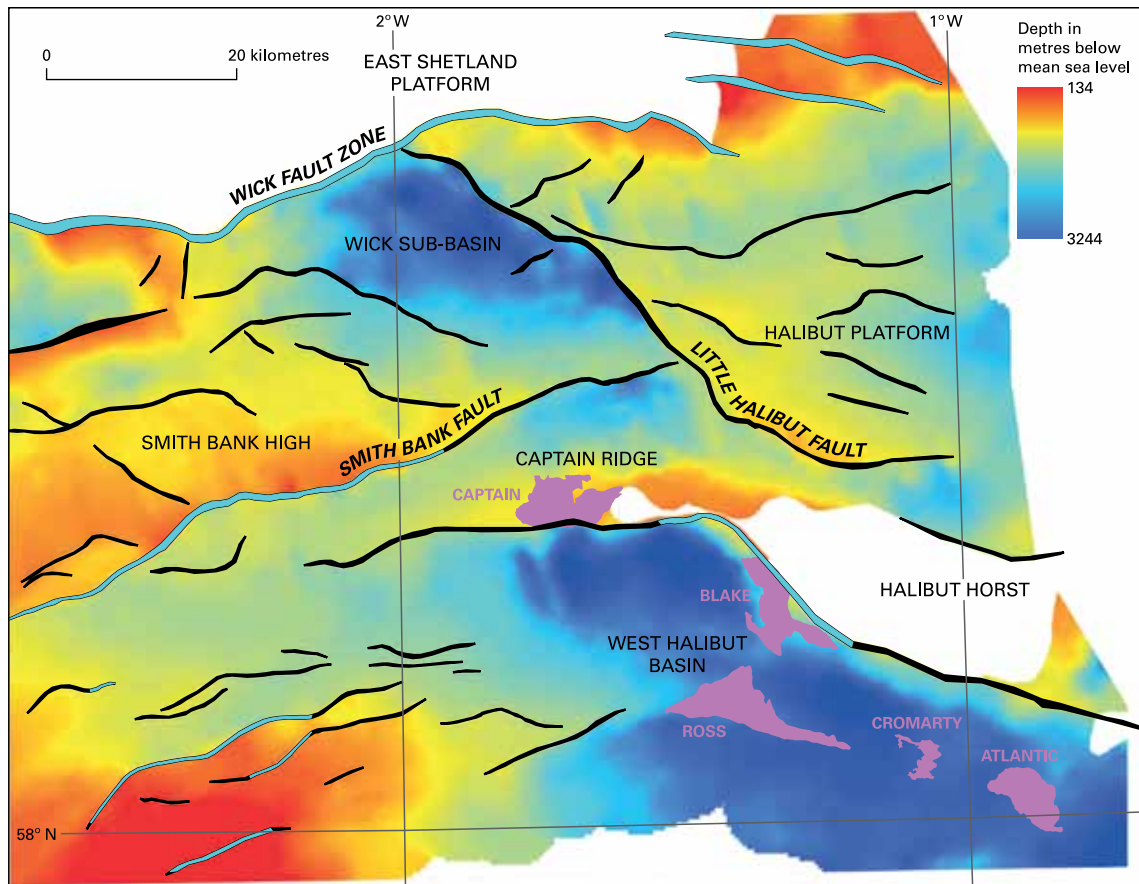 2°W
1°W
0
20 kilometres
Depth in
metres below
mean sea level
134
3244
EAST SHETLAND
PLATFORM
WICK FAULT ZONE
WICK SUB-BASIN
HALIBUT PLATFORM
LITTLE HALIBUT FAULT
SMITH BANK HIGH
SMITH BANK FAULT
CAPTAIN RIDGE
CAPTAIN
HALIBUT HORST
BLAKE
WEST HALIBUT
BASIN
ROSS
CROMARTY
ATLANTIC
58° N